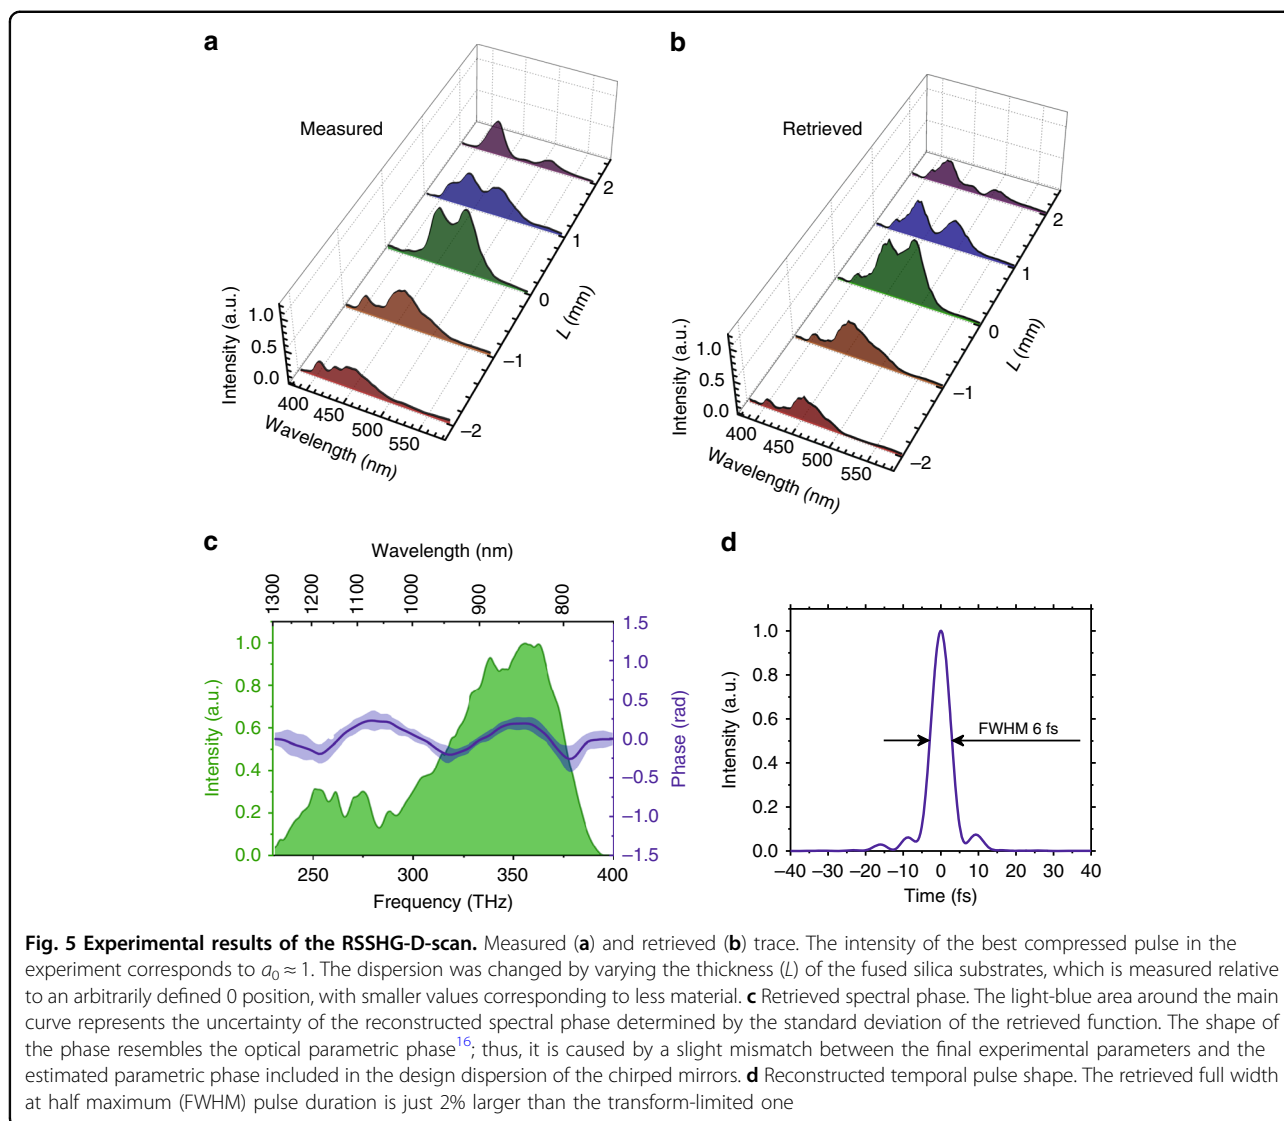 a
Measured
Intensity (a.u.)
1.0
0.5
0.0
400
450
500
550
Wavelength (nm)
2
1
0
–1
–2
L (mm)
b
Retrieved
Intensity (a.u.)
1.0
0.5
0.0
400
450
500
550
Wavelength (nm)
2
1
0
–1
–2
L (mm)
c
Wavelength (nm)
1300 1200 1100 1000 900 800
Intensity (a.u.)
1.0
0.8
0.6
0.4
0.2
0.0
1.5
1.0
0.5
0.0
−0.5
−1.0
−1.5
Phase (rad)
250 300 350 400
Frequency (THz)
d
Intensity (a.u.)
1.0
0.8
0.6
0.4
0.2
0.0
FWHM 6 fs
–40 –30 –20 –10 0 10 20 30 40
Time (fs)
Fig. 5 Experimental results of the RSSHG-D-scan. Measured (a) and retrieved (b) trace. The intensity of the best compressed pulse in the
experiment corresponds to a₀ ≈ 1. The dispersion was changed by varying the thickness (L) of the fused silica substrates, which is measured relative
to an arbitrarily defined 0 position, with smaller values corresponding to less material. c Retrieved spectral phase. The light-blue area around the main
curve represents the uncertainty of the reconstructed spectral phase determined by the standard deviation of the retrieved function. The shape of
the phase resembles the optical parametric phase¹⁶; thus, it is caused by a slight mismatch between the final experimental parameters and the
estimated parametric phase included in the design dispersion of the chirped mirrors. d Reconstructed temporal pulse shape. The retrieved full width
at half maximum (FWHM) pulse duration is just 2% larger than the transform-limited one